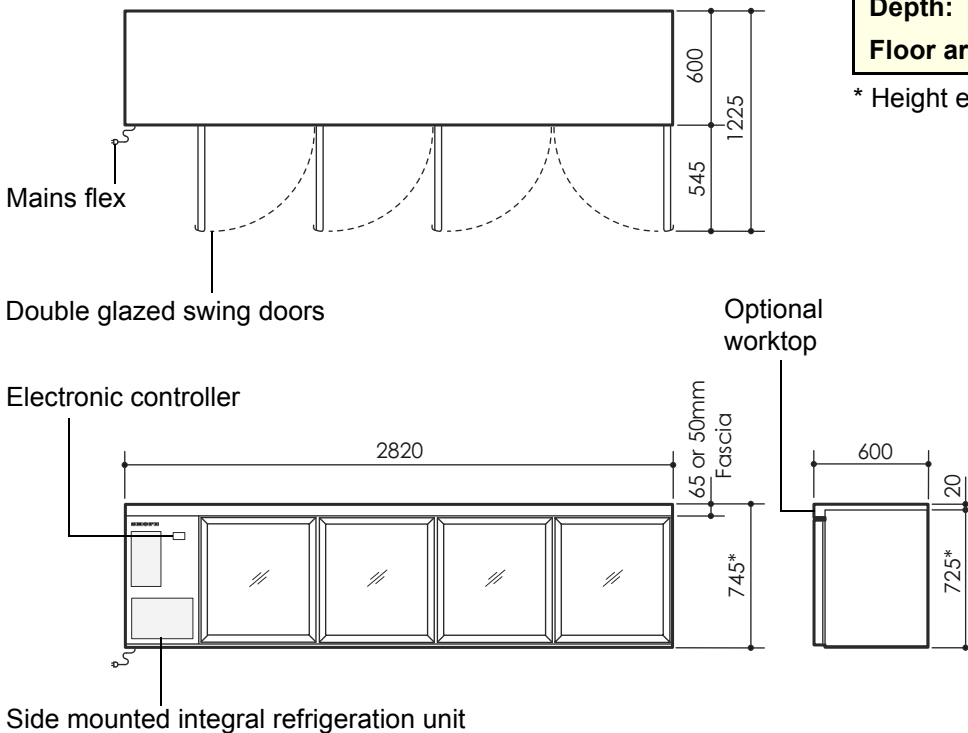 Depth:
Floor ar
* Height e
600
1225
545
Mains flex
Double glazed swing doors
Optional
worktop
Electronic controller
2820
65 or 50mm
Fascia
600
20
SKOPE
745*
725*
Side mounted integral refrigeration unit